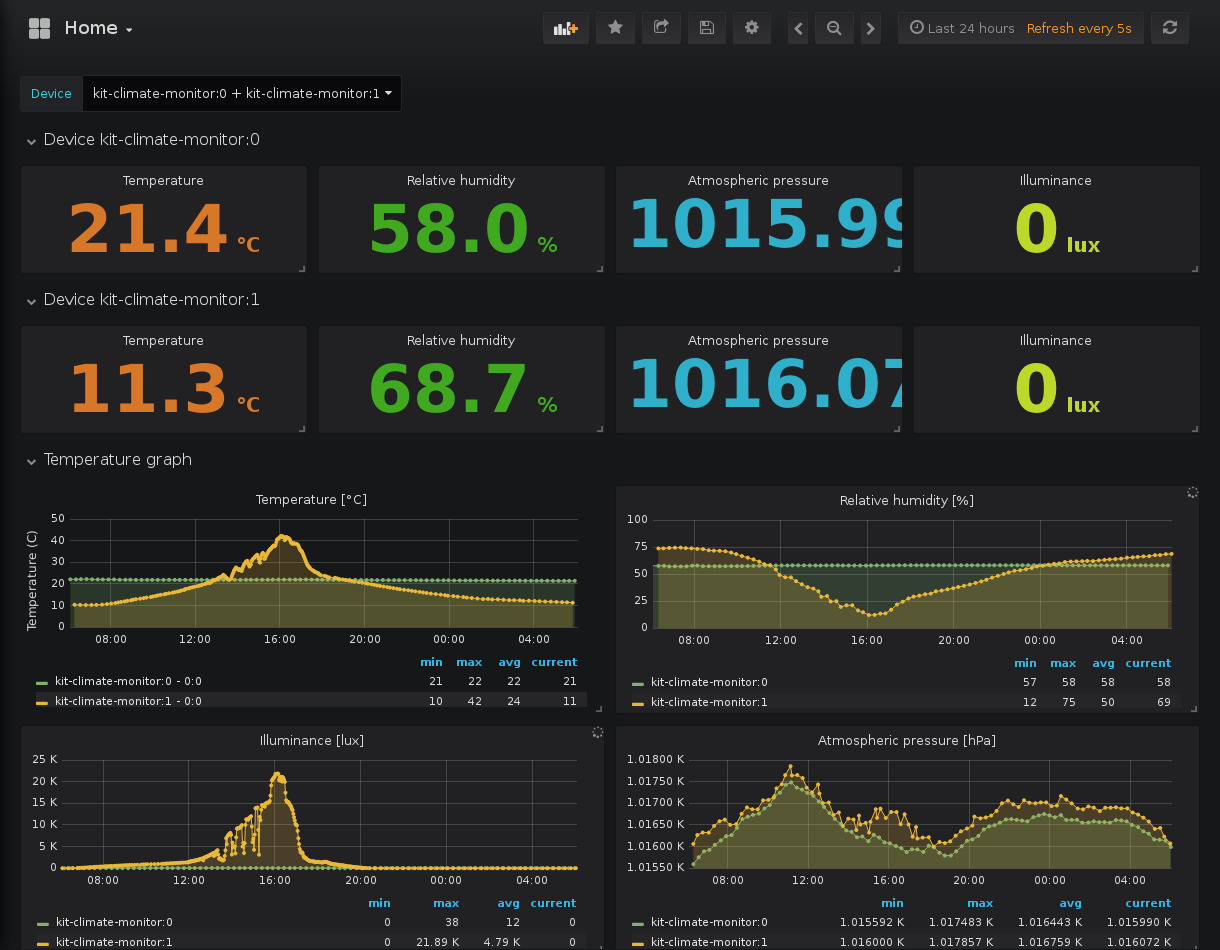 Home
Last 24 hours Refresh every 5s
Device kit-climate-monitor:0 + kit-climate-monitor:1
Device kit-climate-monitor:0
Temperature Relative humidity Atmospheric pressure Illuminance
21.4 °C 58.0 % 1015.99 0 lux
Device kit-climate-monitor:1
Temperature Relative humidity Atmospheric pressure Illuminance
11.3 °C 68.7 % 1016.07 0 lux
Temperature graph
Temperature [°C]
Temperature (C)
50
40
30
20
10
0
08:00 12:00 16:00 20:00 00:00 04:00
min max avg current
kit-climate-monitor:0 - 0:0 21 22 22 21
kit-climate-monitor:1 - 0:0 10 42 24 11
Relative humidity [%]
100
75
50
25
0
08:00 12:00 16:00 20:00 00:00 04:00
min max avg current
kit-climate-monitor:0 57 58 58 58
kit-climate-monitor:1 12 75 50 69
Illuminance [lux]
25 K
20 K
15 K
10 K
5 K
0
08:00 12:00 16:00 20:00 00:00 04:00
min max avg current
kit-climate-monitor:0 0 38 12 0
kit-climate-monitor:1 0 21.89 K 4.79 K 0
Atmospheric pressure [hPa]
1.01800 K
1.01750 K
1.01700 K
1.01650 K
1.01600 K
1.01550 K
08:00 12:00 16:00 20:00 00:00 04:00
min max avg current
kit-climate-monitor:0 1.015592 K 1.017483 K 1.016443 K 1.015990 K
kit-climate-monitor:1 1.016000 K 1.017857 K 1.016759 K 1.016072 K